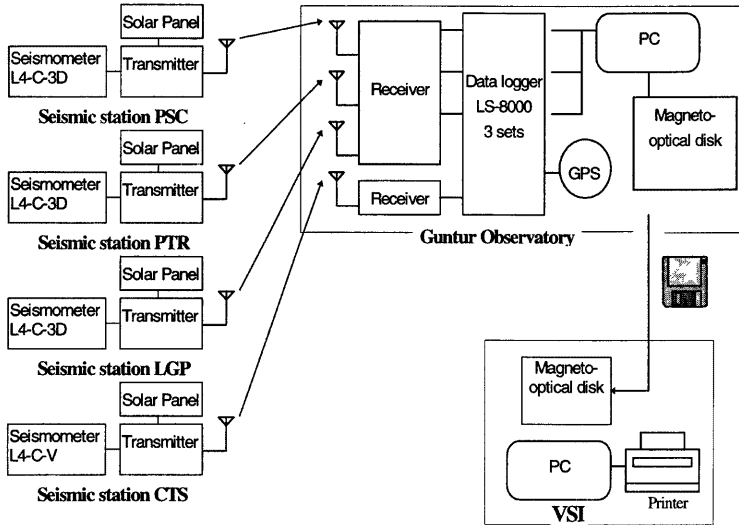 Solar Panel
Seismometer
L4-C-3D
Transmitter
Seismic station PSC
Solar Panel
Seismometer
L4-C-3D
Transmitter
Seismic station PTR
Solar Panel
Seismometer
L4-C-3D
Transmitter
Seismic station LGP
Solar Panel
Seismometer
L4-C-V
Transmitter
Seismic station CTS
Receiver
Receiver
Data logger
LS-8000
3 sets
PC
Magneto-
optical disk
GPS
Guntur Observatory
Magneto-
optical disk
PC
Printer
VSI